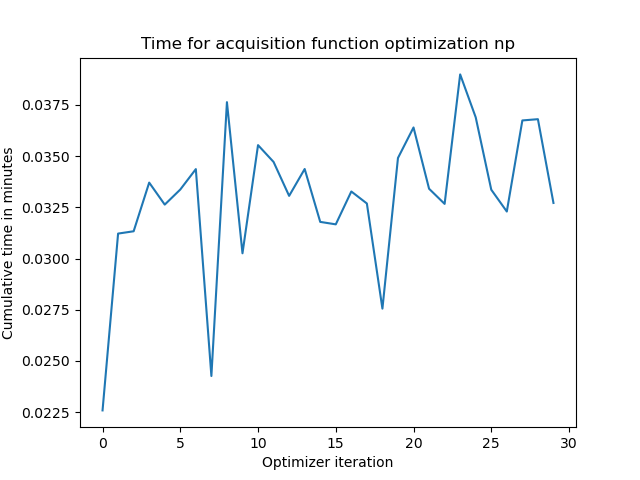 Time for acquisition function optimization np
Cumulative time in minutes
0.0375
0.0350
0.0325
0.0300
0.0275
0.0250
0.0225
0 5 10 15 20 25 30
Optimizer iteration